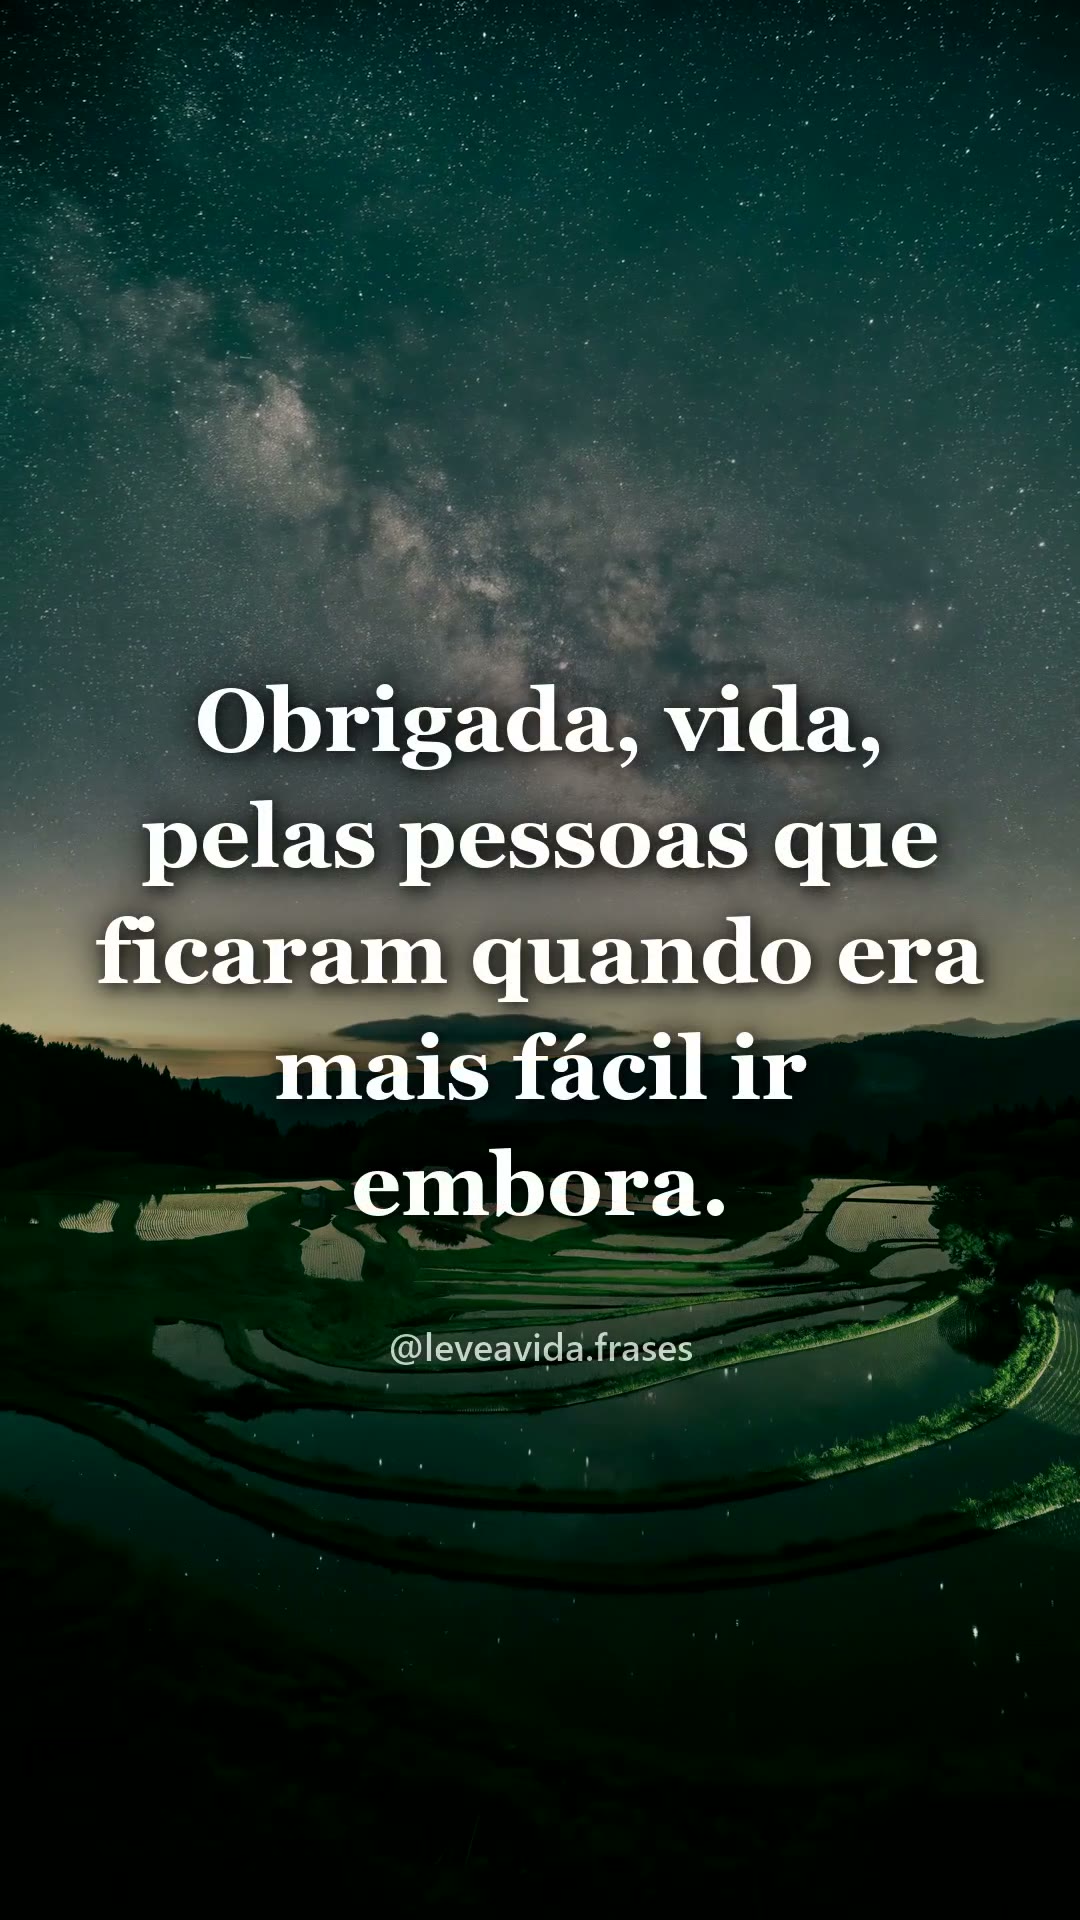 Obrigada, vida,
pelas pessoas que
ficaram quando era
mais fácil ir
embora.
@leveavida.frases